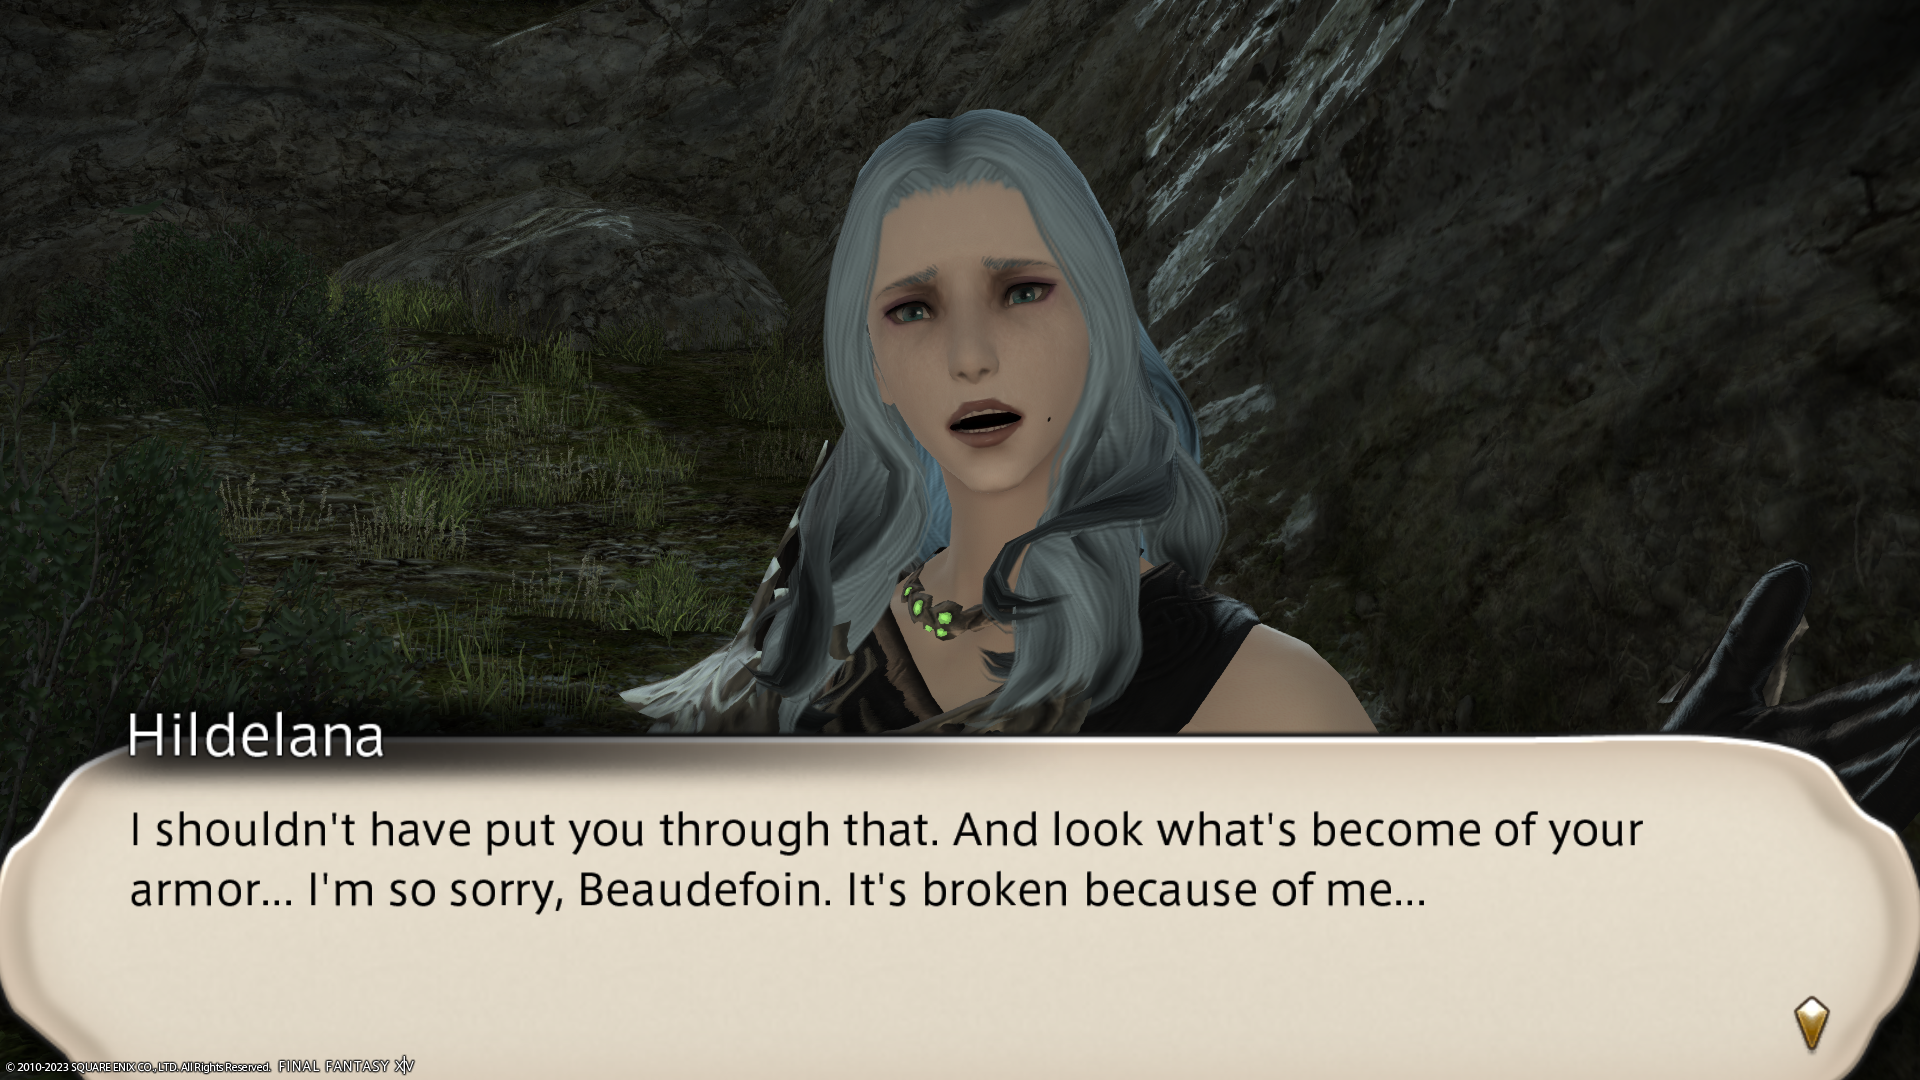 Hildelana
I shouldn't have put you through that. And look what's become of your
armor... I'm so sorry, Beaudefoin. It's broken because of me...
© 2010-2023 SQUARE ENIX CO., LTD. All Rights Reserved. FINAL FANTASY XIV